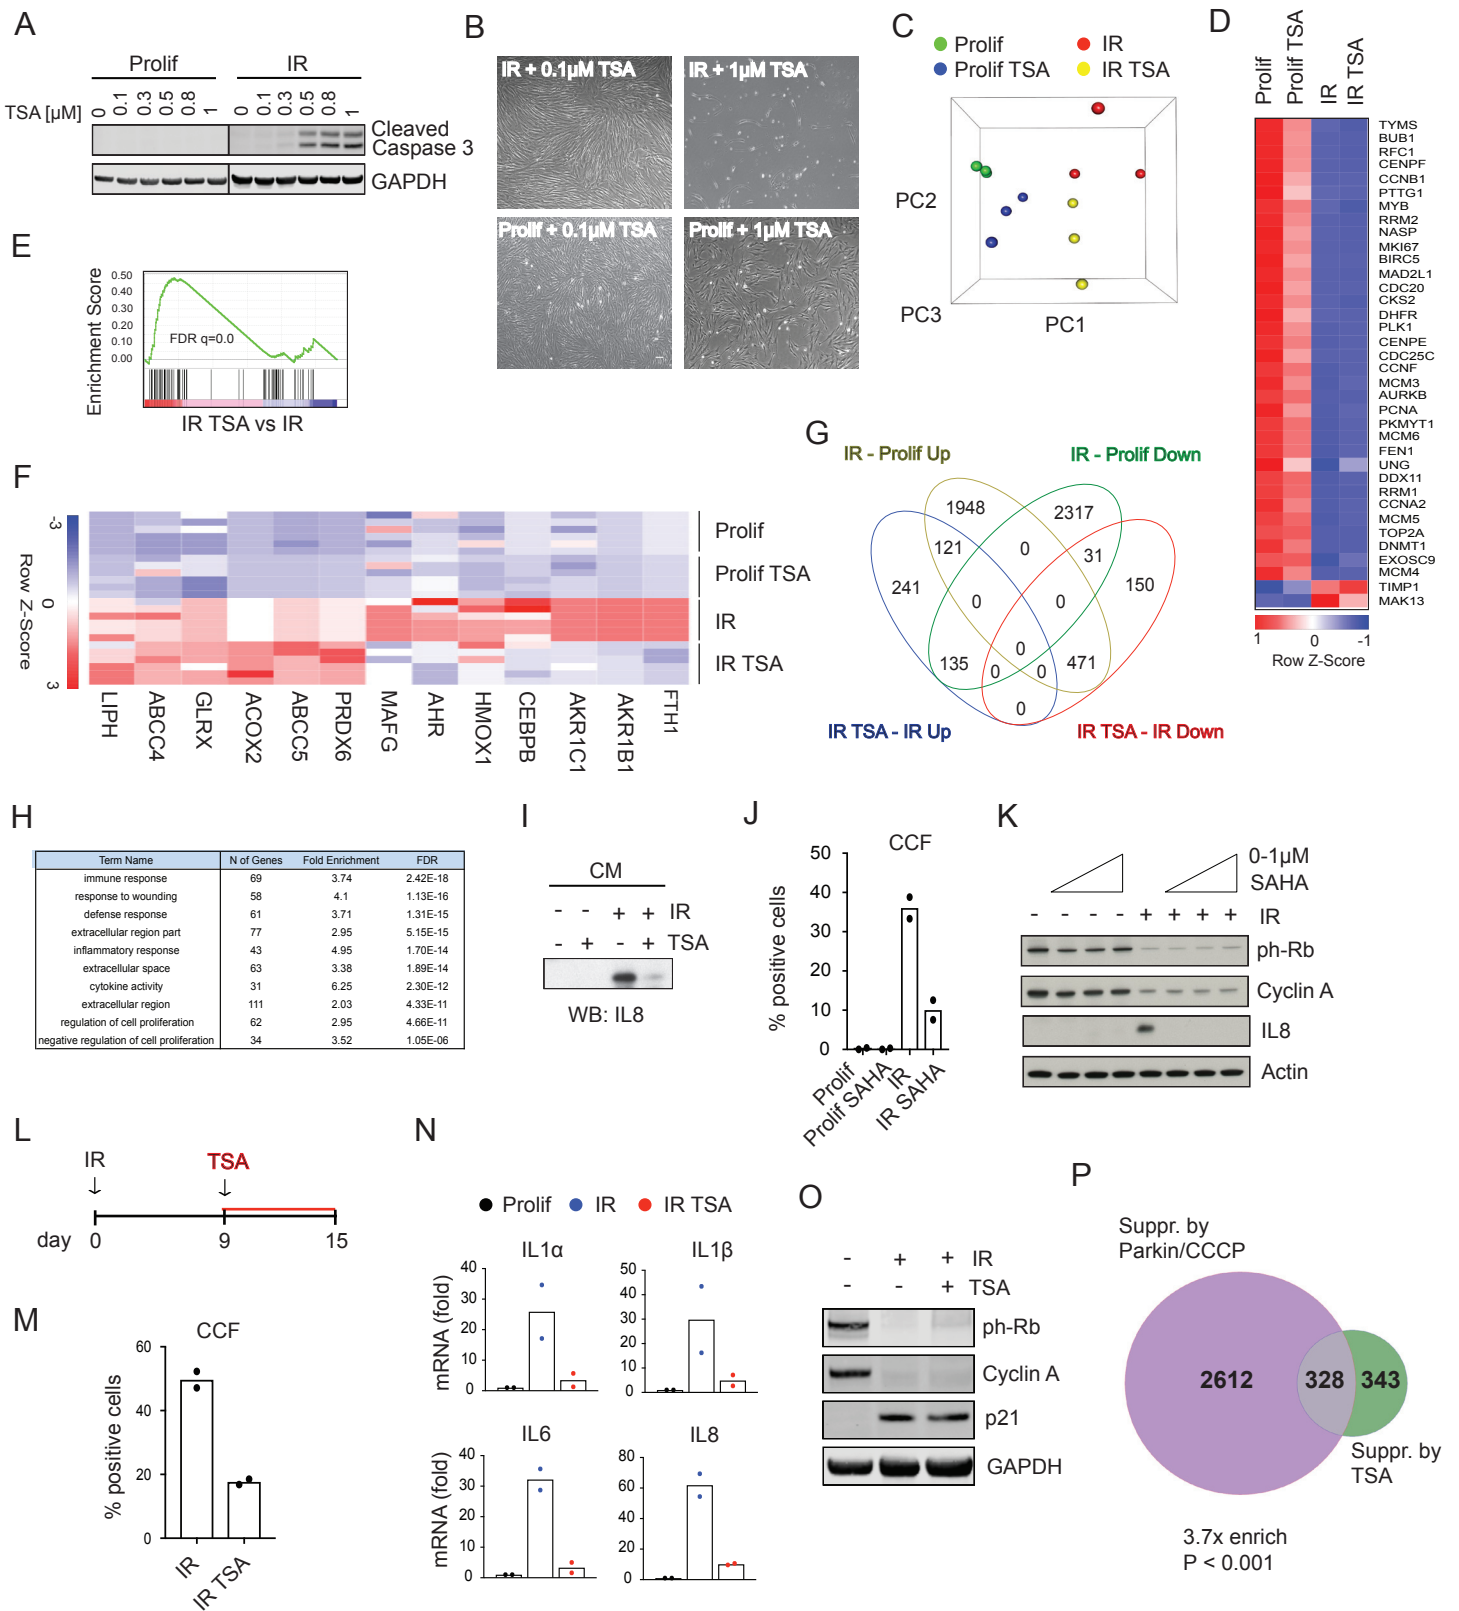 A
Prolif IR
TSA [µM] 0 0.1 0.3 0.5 0.8 1 0 0.1 0.3 0.5 0.8 1
Cleaved
Caspase 3
GAPDH
B
IR + 0.1µM TSA
IR + 1µM TSA
Prolif + 0.1µM TSA
Prolif + 1µM TSA
C
Prolif
IR
Prolif TSA
IR TSA
PC2
PC3
PC1
D
Prolif
Prolif TSA
IR
IR TSA
TYMS
BUB1
RFC1
CENPF
CCNB1
PTTG1
MYB
RRM2
NASP
MKI67
BIRC5
MAD2L1
CDC20
CKS2
DHFR
PLK1
CENPE
CDC25C
CCNF
MCM3
AURKB
PCNA
PKMYT1
MCM6
FEN1
UNG
DDX11
RRM1
CCNA2
MCM5
TOP2A
DNMT1
EXOSC9
MCM4
TIMP1
MAK13
1 0 -1
Row Z-Score
E
Enrichment Score
0.50
0.40
0.30
0.20
0.10
0.00
FDR q=0.0
IR TSA vs IR
F
-3 0 3
Row Z-Score
Prolif
Prolif TSA
IR
IR TSA
LIPH
ABCC4
GLRX
ACOX2
ABCC5
PRDX6
MAFG
AHR
HMOX1
CEBPB
AKR1C1
AKR1B1
FTH1
G
IR - Prolif Up
IR - Prolif Down
1948
2317
121
0
31
241
150
0
0
0
135
0
0
471
0
IR TSA - IR Up
IR TSA - IR Down
H
Term Name N of Genes Fold Enrichment FDR
immune response 69 3.74 2.42E-18
response to wounding 58 4.1 1.13E-16
defense response 61 3.71 1.31E-15
extracellular region part 77 2.95 5.15E-15
inflammatory response 43 4.95 1.70E-14
extracellular space 63 3.38 1.89E-14
cytokine activity 31 6.25 2.30E-12
extracellular region 111 2.03 4.33E-11
regulation of cell proliferation 62 2.95 4.66E-11
negative regulation of cell proliferation 34 3.52 1.05E-06
I
CM
- - + + IR
- + - + TSA
WB: IL8
J
CCF
% positive cells
50
40
30
20
10
0
Prolif
Prolif SAHA
IR
IR SAHA
K
0-1µM
SAHA
- - - - + + + + IR
ph-Rb
Cyclin A
IL8
Actin
L
IR
TSA
day 0 9 15
M
CCF
% positive cells
60
40
20
0
IR
IR TSA
N
Prolif IR IR TSA
IL1α
mRNA (fold)
40
30
20
10
0
IL1β
50
40
30
20
10
0
IL6
mRNA (fold)
40
30
20
10
0
IL8
80
60
40
20
0
O
- + + IR
- - + TSA
ph-Rb
Cyclin A
p21
GAPDH
P
Suppr. by
Parkin/CCCP
2612 328 343
Suppr. by
TSA
3.7x enrich
P < 0.001